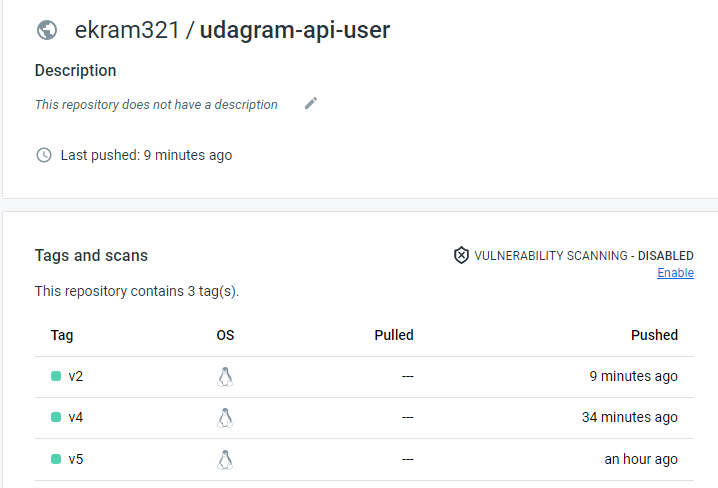 ekram321 / udagram-api-user
Description
This repository does not have a description
Last pushed: 9 minutes ago
Tags and scans
VULNERABILITY SCANNING - DISABLED
Enable
This repository contains 3 tag(s).
Tag OS Pulled Pushed
v2 --- 9 minutes ago
v4 --- 34 minutes ago
v5 --- an hour ago